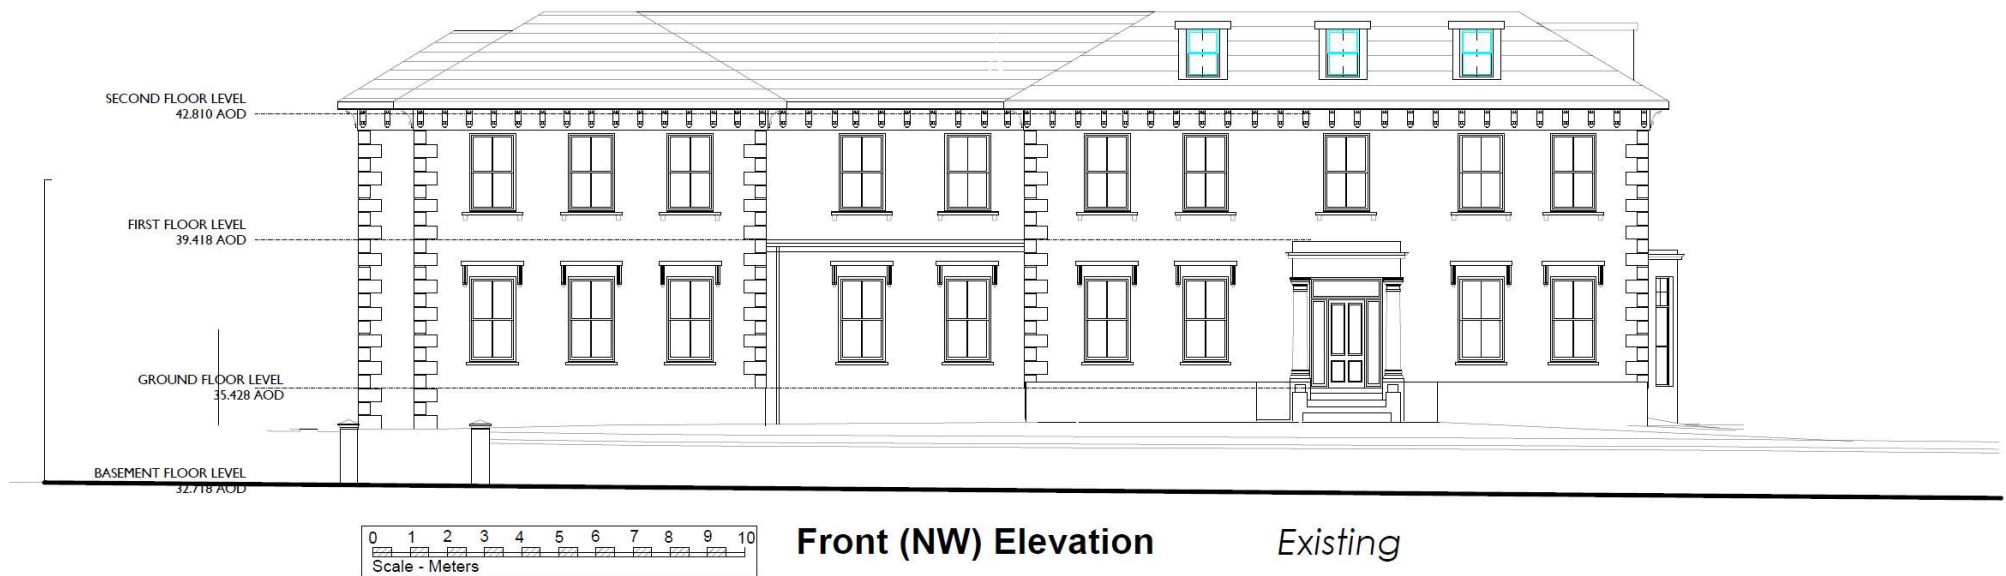 SECOND FLOOR LEVEL
42.810 AOD
FIRST FLOOR LEVEL
39.418 AOD
GROUND FLOOR LEVEL
35.428 AOD
BASEMENT FLOOR LEVEL
32.718 AOD
0 1 2 3 4 5 6 7 8 9 10
Scale - Meters
Front (NW) Elevation Existing